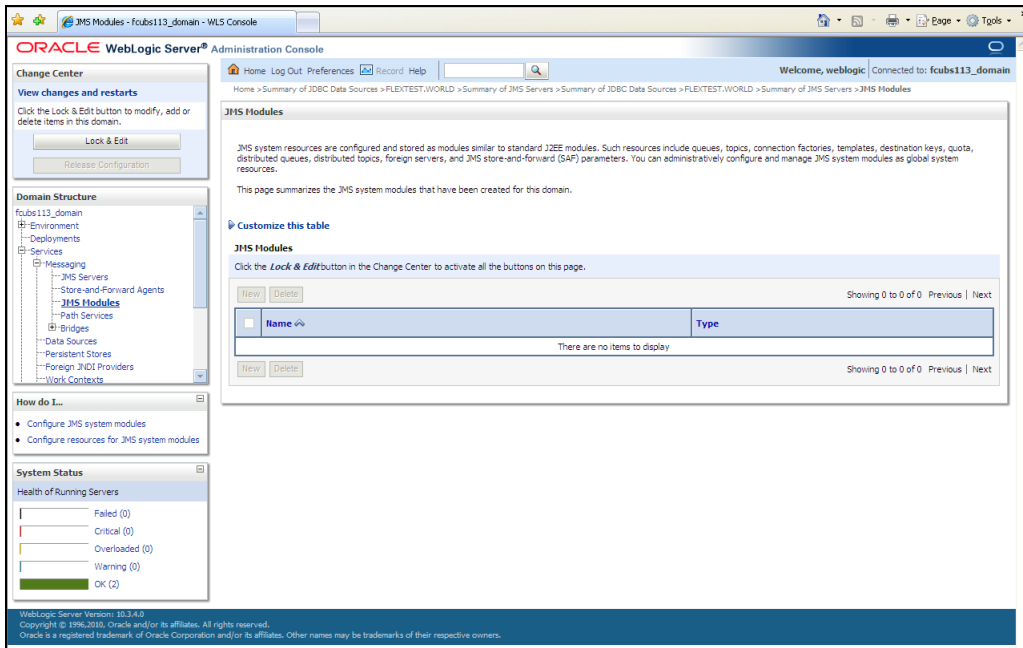 JMS Modules - fcubs113_domain - WLS Console
Page
Tools
ORACLE WebLogic Server® Administration Console
Change Center
View changes and restarts
Click the Lock & Edit button to modify, add or
delete items in this domain.
Lock & Edit
Release Configuration
Domain Structure
fcubs113_domain
Environment
Deployments
Services
Messaging
JMS Servers
Store-and-Forward Agents
JMS Modules
Path Services
Bridges
Data Sources
Persistent Stores
Foreign JNDI Providers
Work Contexts
How do I...
Configure JMS system modules
Configure resources for JMS system modules
System Status
Health of Running Servers
Failed (0)
Critical (0)
Overloaded (0)
Warning (0)
OK (2)
Home Log Out Preferences Record Help
Welcome, weblogic Connected to: fcubs113_domain
Home >Summary of JDBC Data Sources >FLEXTEST.WORLD >Summary of JMS Servers >Summary of JDBC Data Sources >FLEXTEST.WORLD >Summary of JMS Servers >JMS Modules
JMS Modules
JMS system resources are configured and stored as modules similar to standard J2EE modules. Such resources include queues, topics, connection factories, templates, destination keys, quota,
distributed queues, distributed topics, foreign servers, and JMS store-and-forward (SAF) parameters. You can administratively configure and manage JMS system modules as global system
resources.
This page summarizes the JMS system modules that have been created for this domain.
Customize this table
JMS Modules
Click the Lock & Edit button in the Change Center to activate all the buttons on this page.
New Delete
Showing 0 to 0 of 0 Previous | Next
Name Type
There are no items to display
New Delete
Showing 0 to 0 of 0 Previous | Next
WebLogic Server Version: 10.3.4.0
Copyright © 1996,2010, Oracle and/or its affiliates. All rights reserved.
Oracle is a registered trademark of Oracle Corporation and/or its affiliates. Other names may be trademarks of their respective owners.